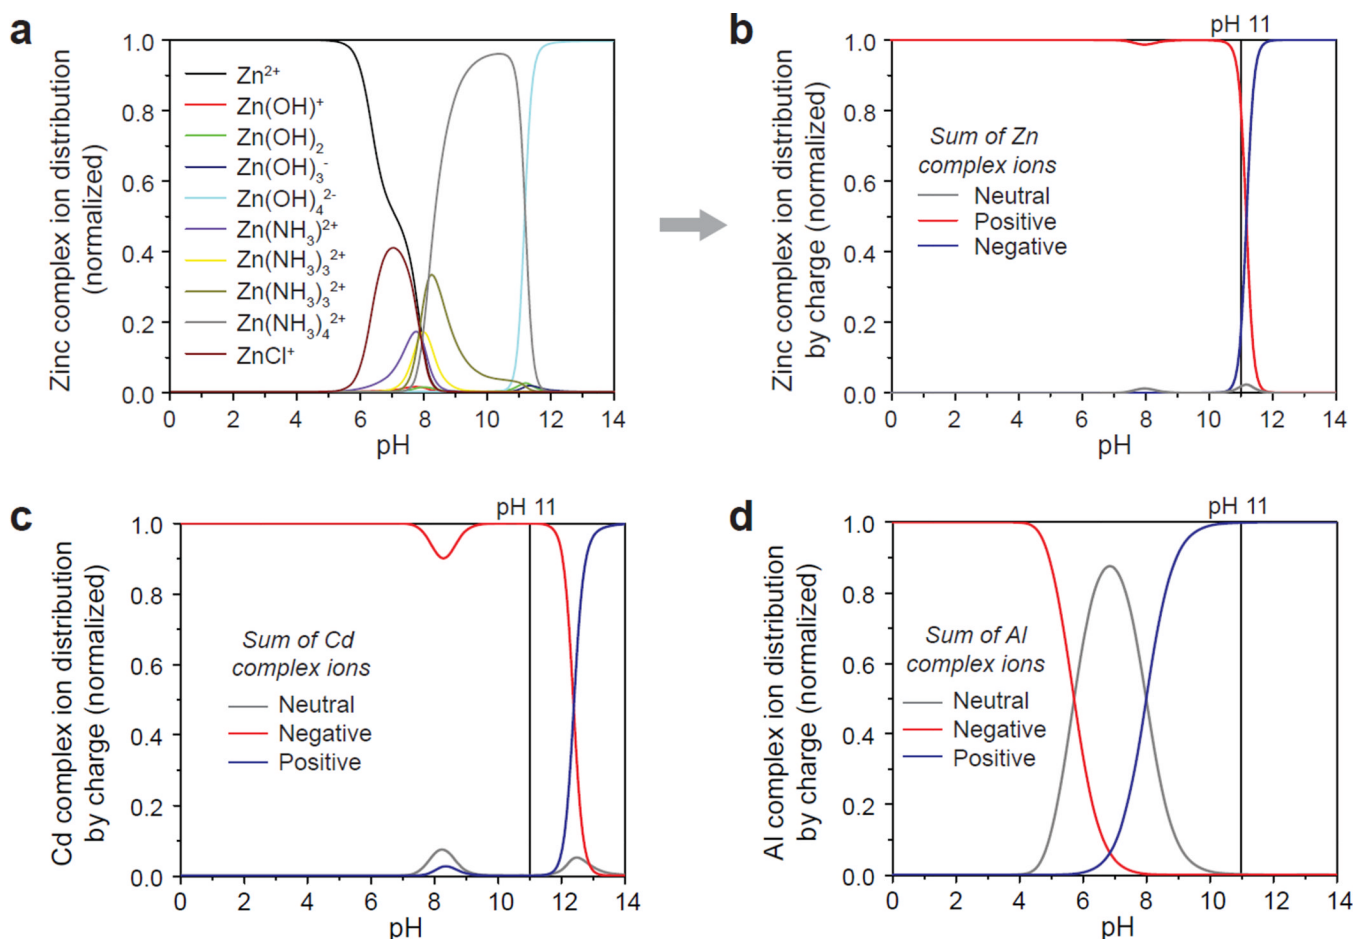 a
Zinc complex ion distribution
(normalized)
1.0
0.8
0.6
0.4
0.2
0.0
Zn²⁺
Zn(OH)⁺
Zn(OH)₂
Zn(OH)₃⁻
Zn(OH)₄²⁻
Zn(NH₃)²⁺
Zn(NH₃)₃²⁺
Zn(NH₃)₃²⁺
Zn(NH₃)₄²⁺
ZnCl⁺
0 2 4 6 8 10 12 14
pH
b
pH 11
Zinc complex ion distribution
by charge (normalized)
1.0
0.8
0.6
0.4
0.2
0.0
Sum of Zn
complex ions
Neutral
Positive
Negative
0 2 4 6 8 10 12 14
pH
c
pH 11
Cd complex ion distribution
by charge (normalized)
1.0
0.8
0.6
0.4
0.2
0.0
Sum of Cd
complex ions
Neutral
Negative
Positive
0 2 4 6 8 10 12 14
pH
d
pH 11
Al complex ion distribution
by charge (normalized)
1.0
0.8
0.6
0.4
0.2
0.0
Sum of Al
complex ions
Neutral
Negative
Positive
0 2 4 6 8 10 12 14
pH